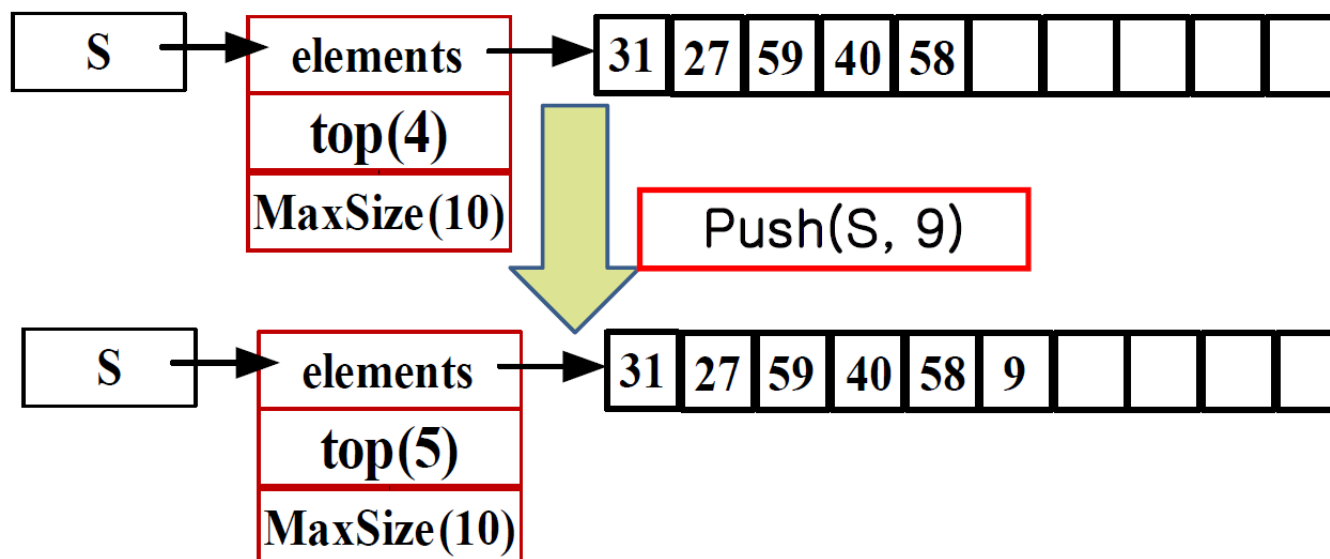 S elements 31 27 59 40 58
top(4)
MaxSize(10)
Push(S, 9)
S elements 31 27 59 40 58 9
top(5)
MaxSize(10)